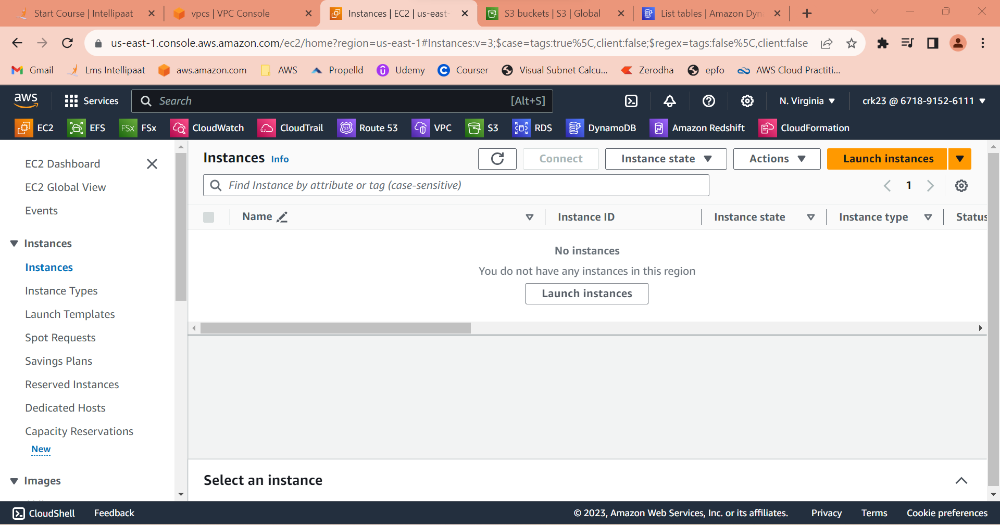 Start Course | Intellipaat
vpcs | VPC Console
Instances | EC2 | us-east-
S3 buckets | S3 | Global
List tables | Amazon Dyn
us-east-1.console.aws.amazon.com/ec2/home?region=us-east-1#Instances:v=3;$case=tags:true%5C,client:false;$regex=tags:false%5C,client:false
Gmail
Lms Intellipaat
aws.amazon.com
AWS
Propelld
Udemy
Courser
Visual Subnet Calcu...
Zerodha
epfo
AWS Cloud Practiti...
aws
Services
Search
[Alt+S]
N. Virginia
crk23 @ 6718-9152-6111
EC2
EFS
FSx
FSx
CloudWatch
CloudTrail
Route 53
VPC
S3
RDS
DynamoDB
Amazon Redshift
CloudFormation
EC2 Dashboard
EC2 Global View
Events
Instances
Instances
Instance Types
Launch Templates
Spot Requests
Savings Plans
Reserved Instances
Dedicated Hosts
Capacity Reservations
New
Images
Instances Info
Connect
Instance state
Actions
Launch instances
Find Instance by attribute or tag (case-sensitive)
1
Name
Instance ID
Instance state
Instance type
Status
No instances
You do not have any instances in this region
Launch instances
Select an instance
CloudShell
Feedback
© 2023, Amazon Web Services, Inc. or its affiliates.
Privacy
Terms
Cookie preferences